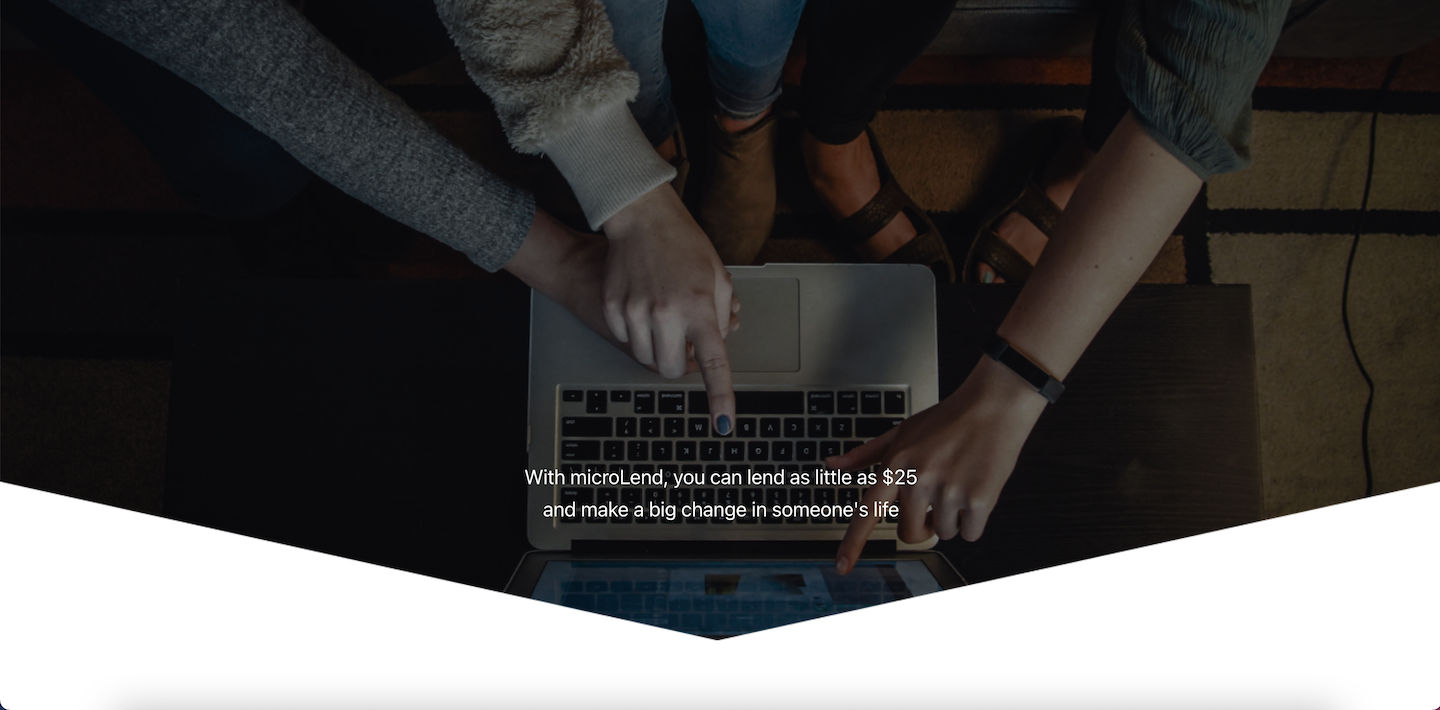 With microLend, you can lend as little as $25
and make a big change in someone's life